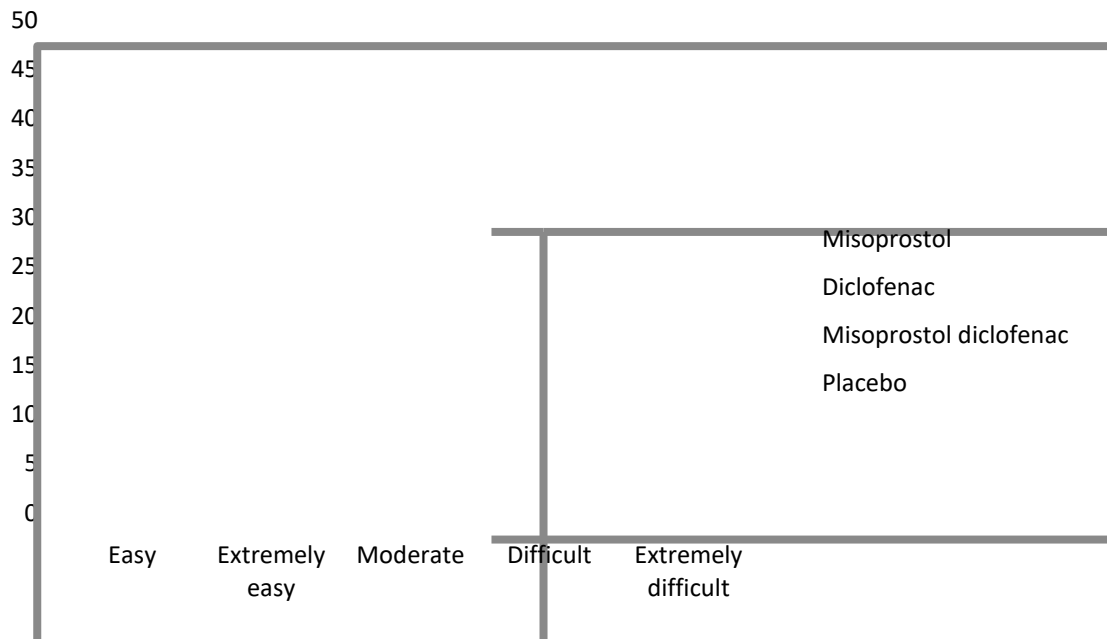 50
45
40
35
30
25
20
15
10
5
0
Misoprostol
Diclofenac
Misoprostol diclofenac
Placebo
Easy
Extremely
easy
Moderate
Difficult
Extremely
difficult